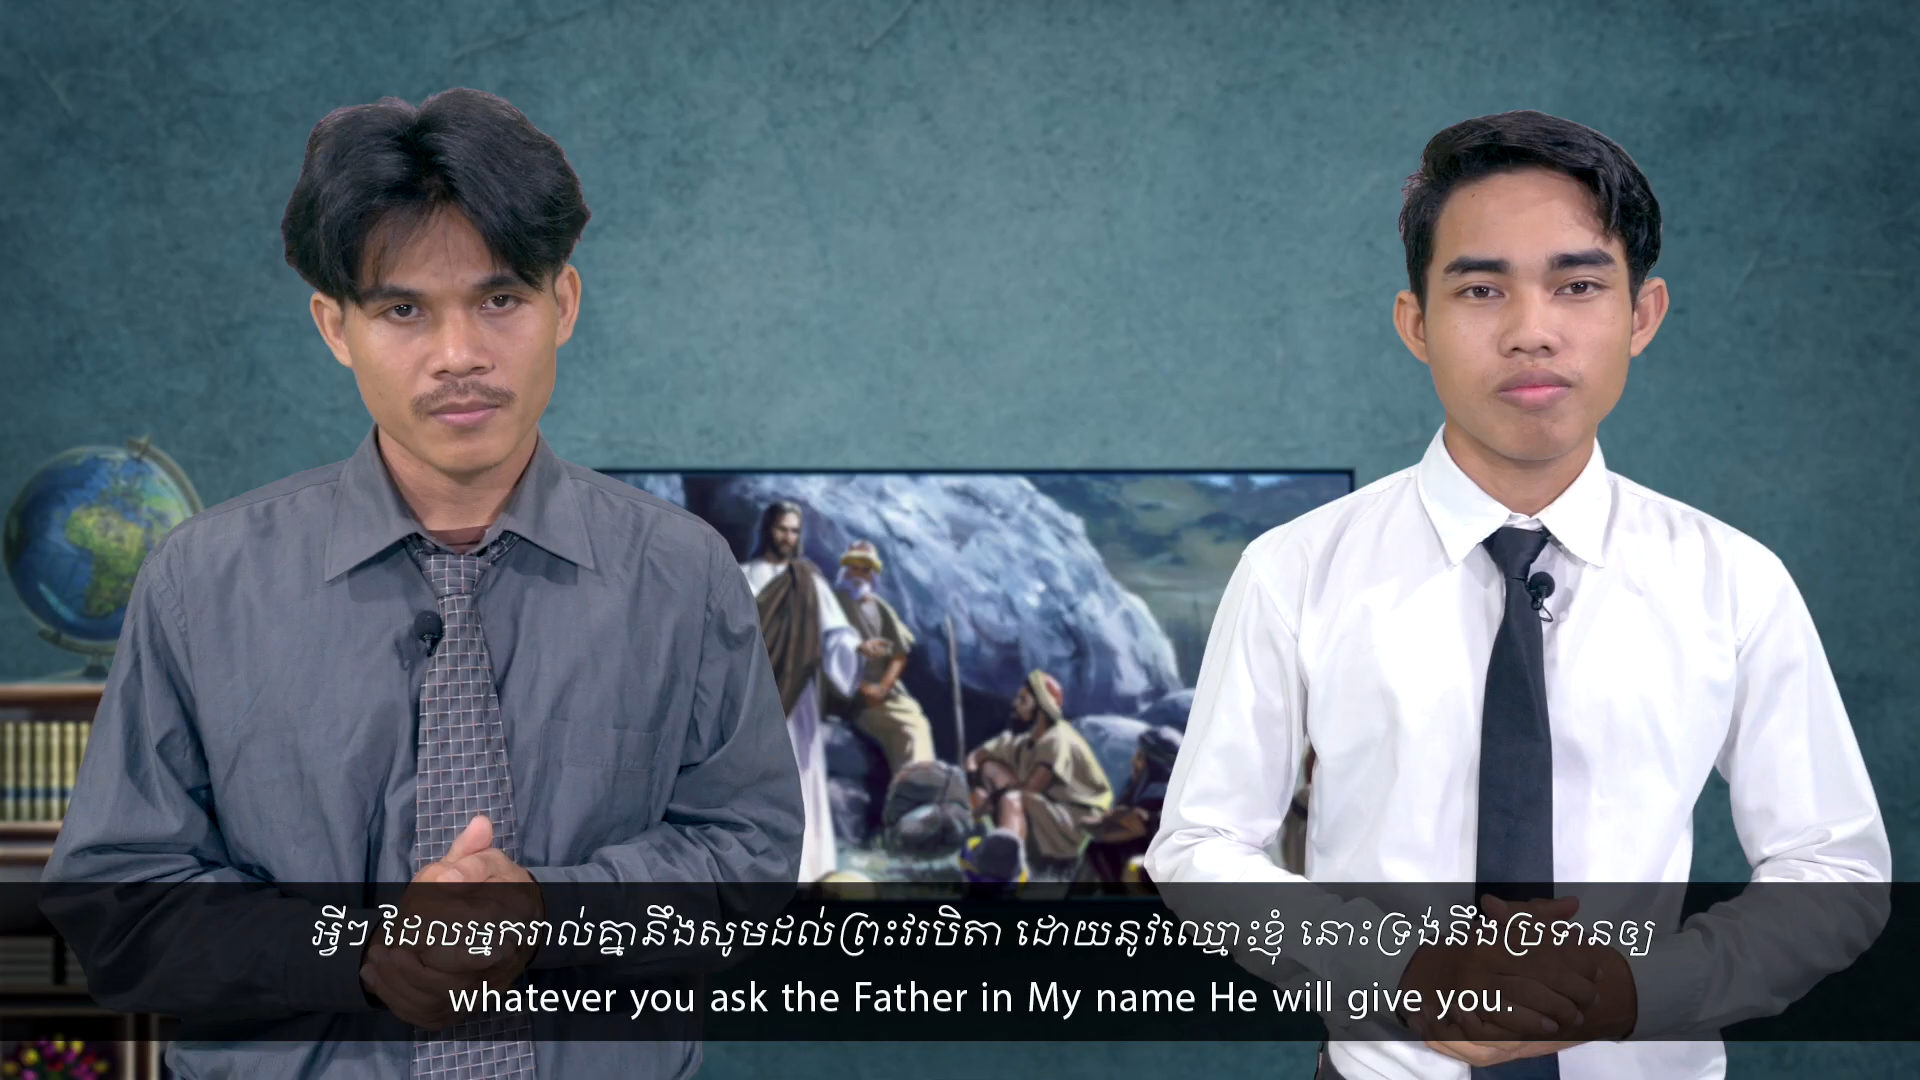 អ្វីៗ ដែលអ្នករាល់គ្នានឹងសូមដល់ព្រះវរបិតា ដោយនូវឈ្មោះខ្ញុំ នោះទ្រង់នឹងប្រទានឲ្យ
whatever you ask the Father in My name He will give you.